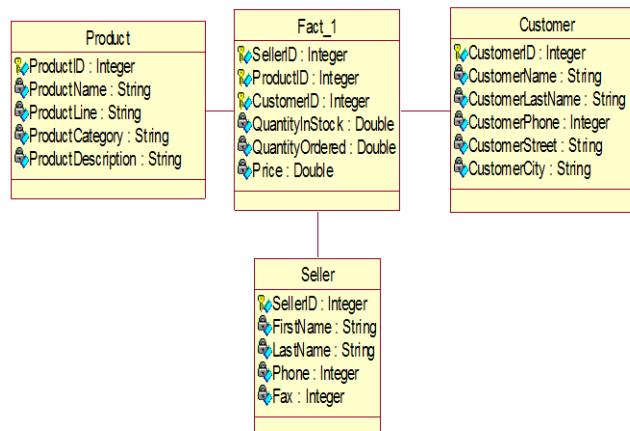 Product
ProductID : Integer
ProductName : String
ProductLine : String
ProductCategory : String
ProductDescription : String
Fact_1
SellerID : Integer
ProductID : Integer
CustomerID : Integer
QuantityInStock : Double
QuantityOrdered : Double
Price : Double
Customer
CustomerID : Integer
CustomerName : String
CustomerLastName : String
CustomerPhone : Integer
CustomerStreet : String
CustomerCity : String
Seller
SellerID : Integer
FirstName : String
LastName : String
Phone : Integer
Fax : Integer